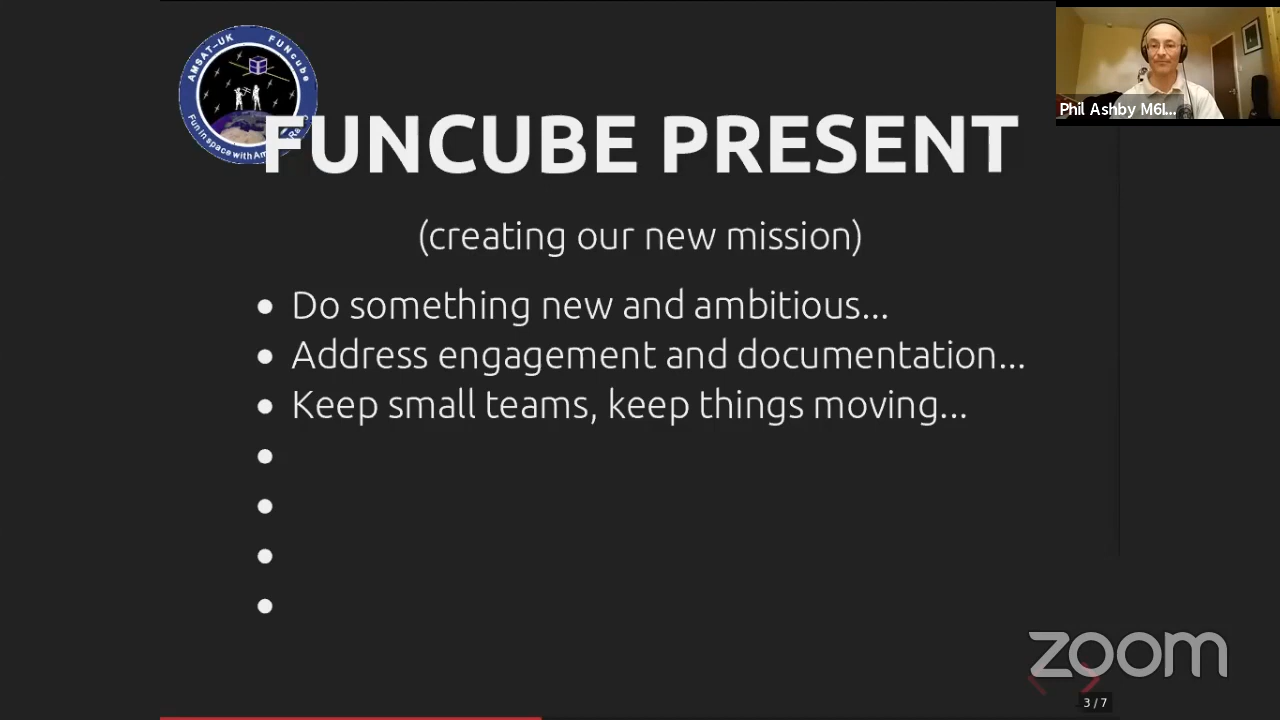 AMSAT-UK FUNcube
Fun in Space with Am
FUNCUBE PRESENT
(creating our new mission)
Do something new and ambitious...
Address engagement and documentation...
Keep small teams, keep things moving...
Phil Ashby M6I...
zoom
3 / 7